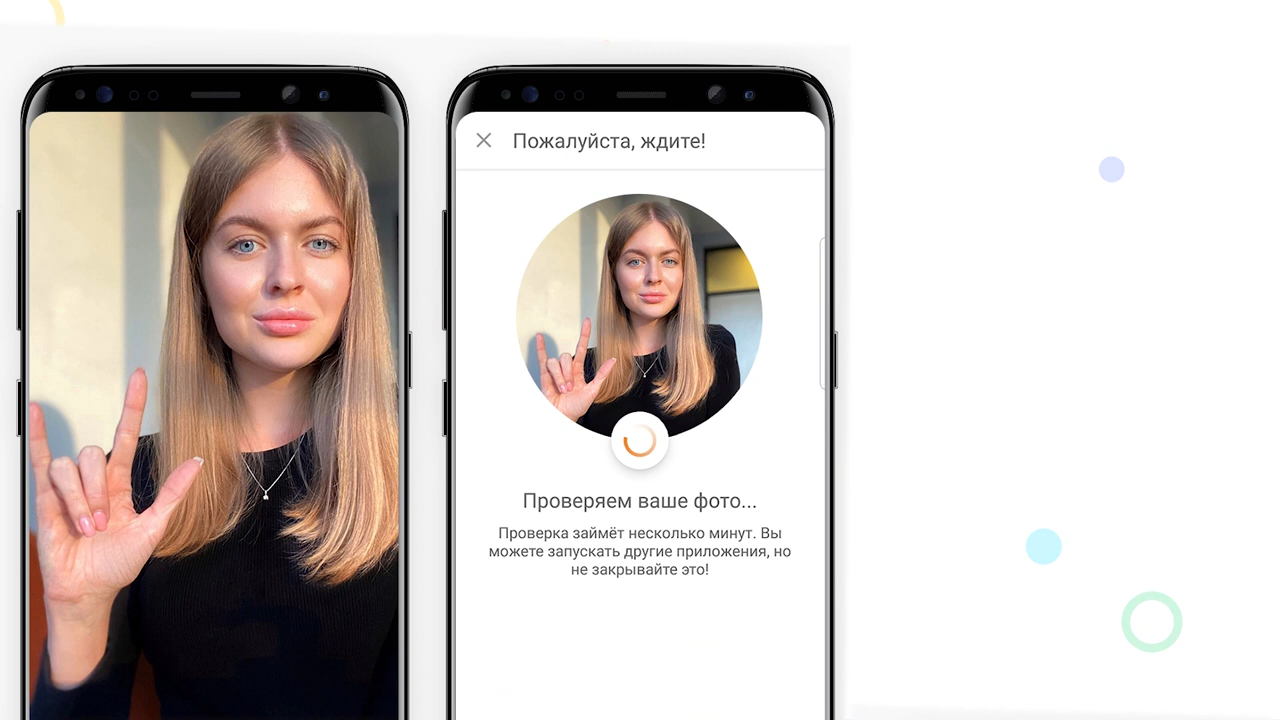 Пожалуйста, ждите!
Проверяем ваше фото...
Проверка займёт несколько минут. Вы
можете запускать другие приложения, но
не закрывайте это!